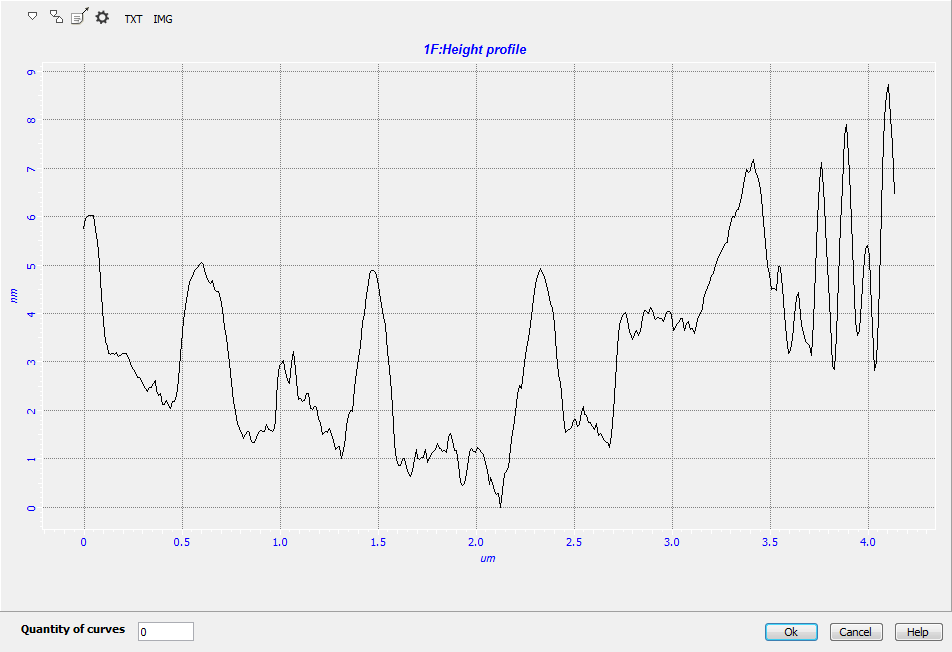 TXT IMG
1F:Height profile
9
8
7
6
5
4
3
2
1
0
nm
0 0.5 1.0 1.5 2.0 2.5 3.0 3.5 4.0
um
Quantity of curves 0 Ok Cancel Help